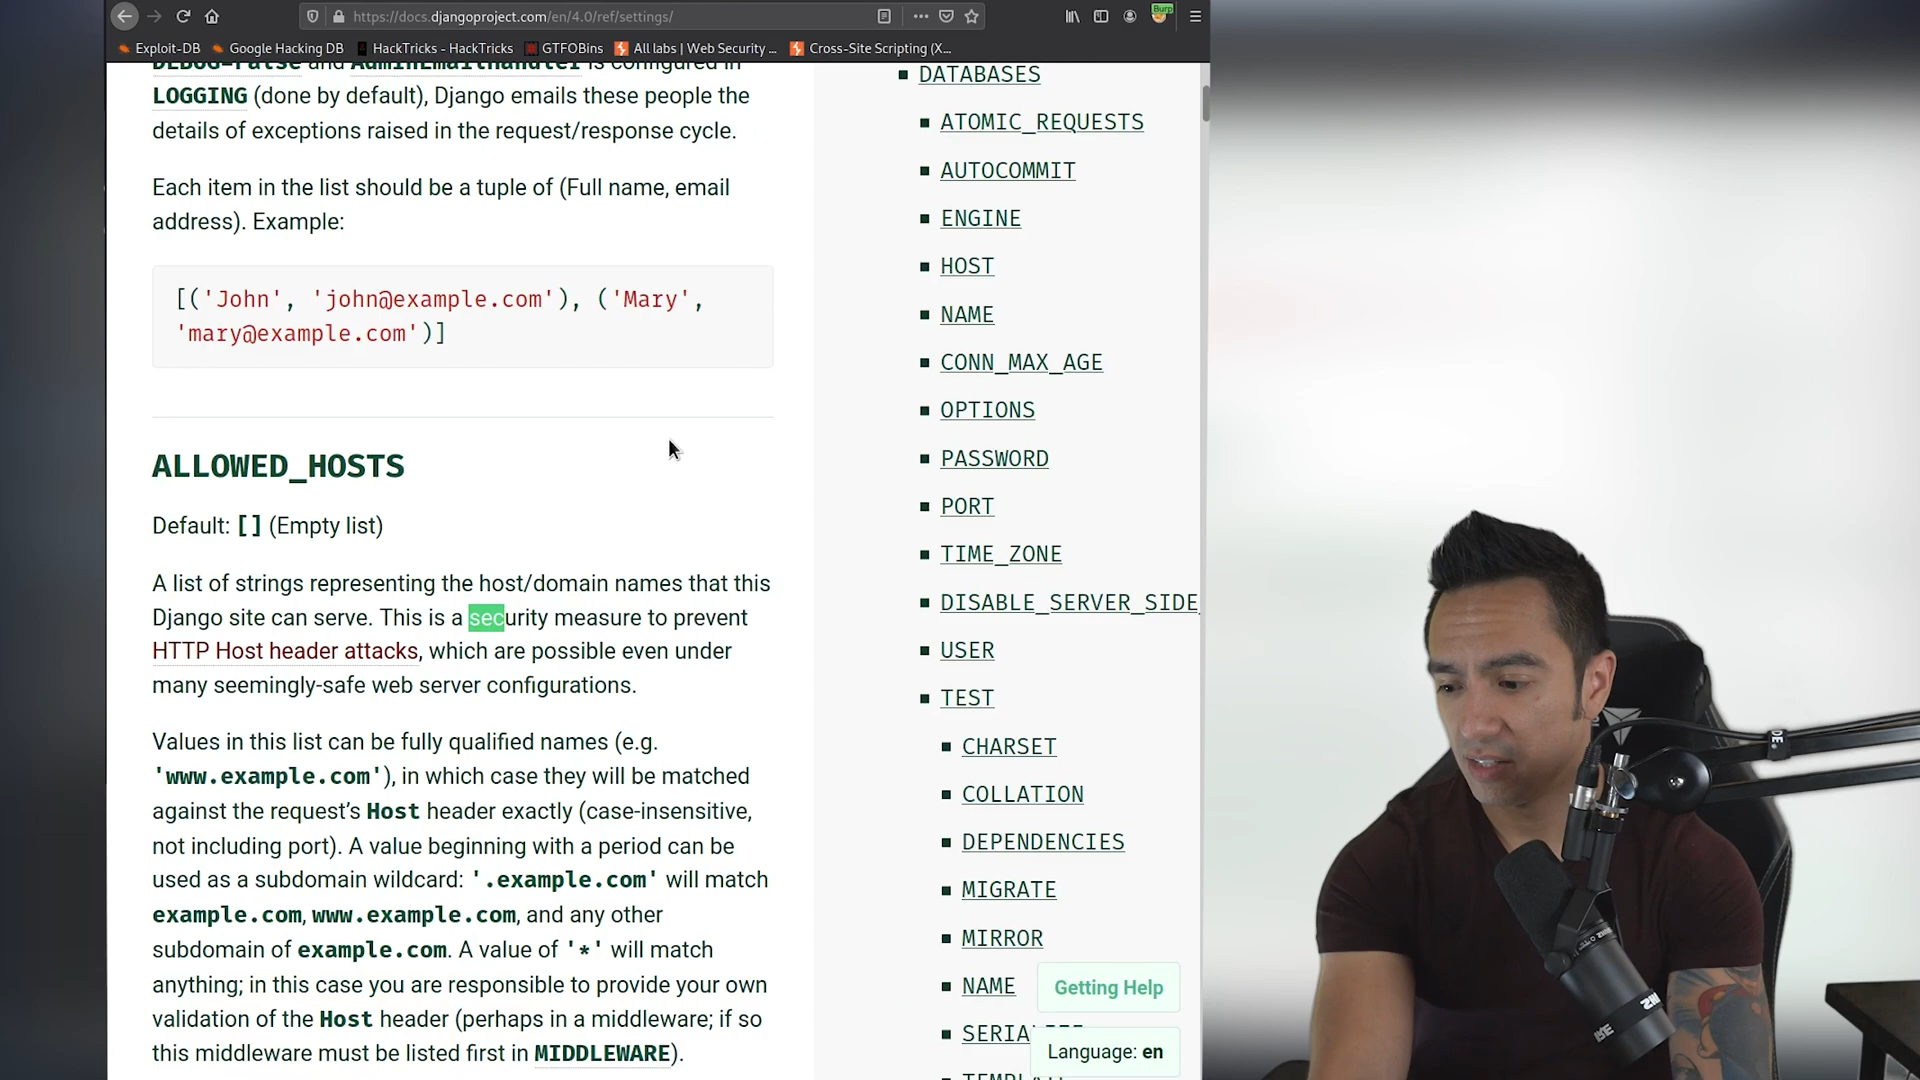 Burp
https://docs.djangoproject.com/en/4.0/ref/settings/
Exploit-DB
Google Hacking DB
HackTricks - HackTricks
GTFOBins
All labs | Web Security ...
Cross-Site Scripting (X...
DEBUG=False and AdminEmailHandler is configured in
LOGGING (done by default), Django emails these people the
details of exceptions raised in the request/response cycle.
Each item in the list should be a tuple of (Full name, email
address). Example:
[('John', 'john@example.com'), ('Mary',
'mary@example.com')]
ALLOWED_HOSTS
Default: [] (Empty list)
A list of strings representing the host/domain names that this
Django site can serve. This is a security measure to prevent
HTTP Host header attacks, which are possible even under
many seemingly-safe web server configurations.
Values in this list can be fully qualified names (e.g.
'www.example.com'), in which case they will be matched
against the request’s Host header exactly (case-insensitive,
not including port). A value beginning with a period can be
used as a subdomain wildcard: '.example.com' will match
example.com, www.example.com, and any other
subdomain of example.com. A value of '*' will match
anything; in this case you are responsible to provide your own
validation of the Host header (perhaps in a middleware; if so
this middleware must be listed first in MIDDLEWARE).
DATABASES
ATOMIC_REQUESTS
AUTOCOMMIT
ENGINE
HOST
NAME
CONN_MAX_AGE
OPTIONS
PASSWORD
PORT
TIME_ZONE
DISABLE_SERVER_SIDE_
USER
TEST
CHARSET
COLLATION
DEPENDENCIES
MIGRATE
MIRROR
NAME
Getting Help
Language: en